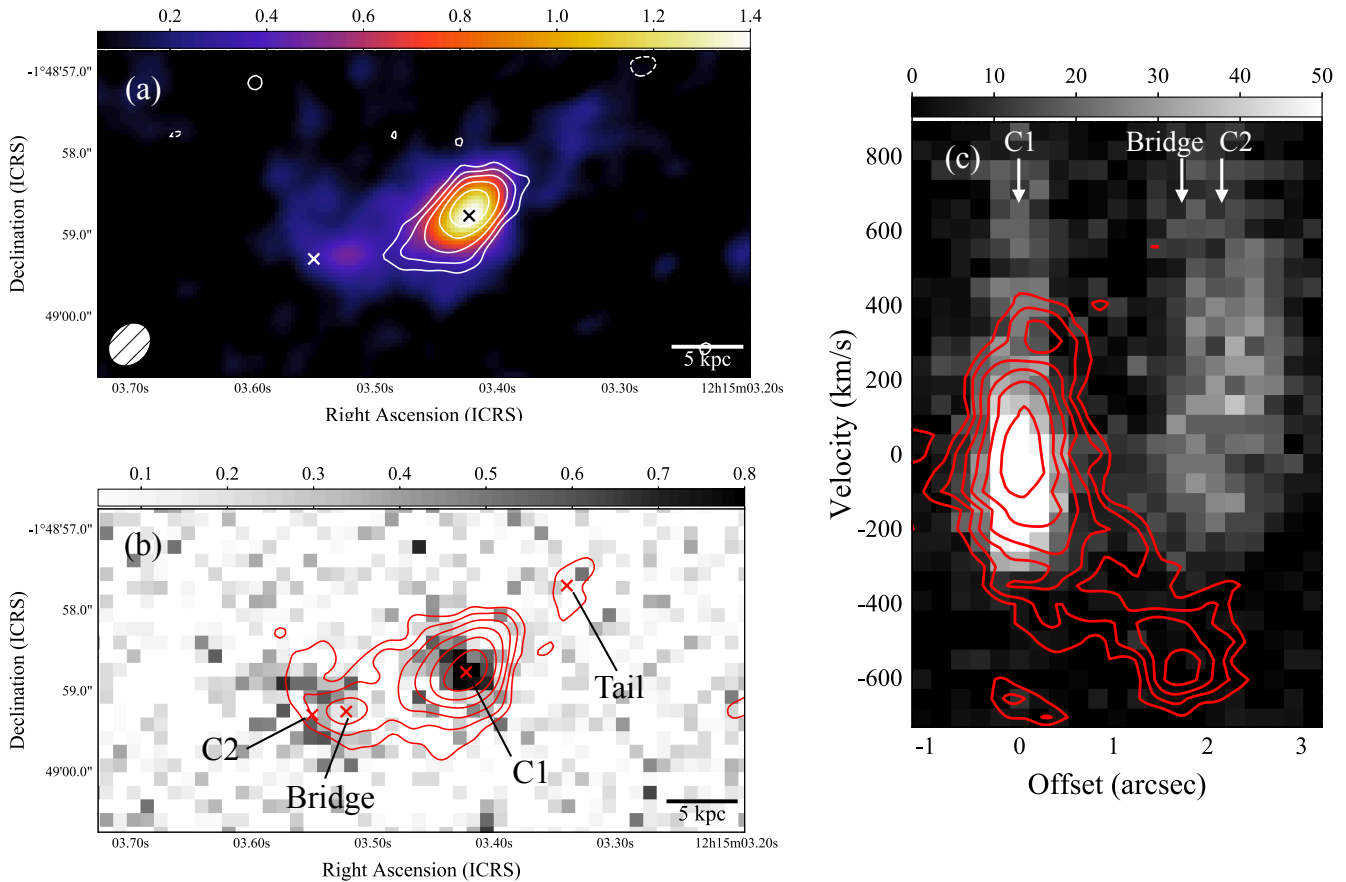 0.2 0.4 0.6 0.8 1.0 1.2 1.4
(a)
-1°48'57.0"
58.0"
59.0"
49'00.0"
Declination (ICRS)
5 kpc
03.70s 03.60s 03.50s 03.40s 03.30s 12h15m03.20s
Right Ascension (ICRS)
0.1 0.2 0.3 0.4 0.5 0.6 0.7 0.8
(b)
-1°48'57.0"
58.0"
59.0"
49'00.0"
Declination (ICRS)
Tail
C2
Bridge
C1
5 kpc
03.70s 03.60s 03.50s 03.40s 03.30s 12h15m03.20s
Right Ascension (ICRS)
0 10 20 30 40 50
(c)
C1 Bridge C2
800
600
400
200
0
-200
-400
-600
Velocity (km/s)
-1 0 1 2 3
Offset (arcsec)